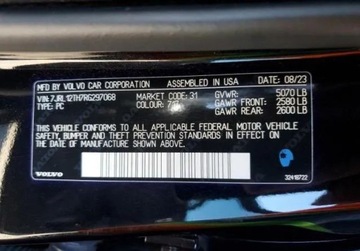 MFD BY VOLVO CAR CORPORATION ASSEMBLED IN USA DATE: 08/23
VIN: 7JRL12TH7RG297068 MARKET CODE: 31 GVWR: 5070 LB
TYPE: PC COLOUR: GAWR FRONT: 2580 LB
GAWR REAR: 2600 LB
THIS VEHICLE CONFORMS TO ALL APPLICABLE FEDERAL MOTOR VEHICLE
SAFETY, BUMPER AND THEFT PREVENTION STANDARDS IN EFFECT ON
THE DATE OF MANUFACTURE SHOWN ABOVE.
VOLVO 32419722